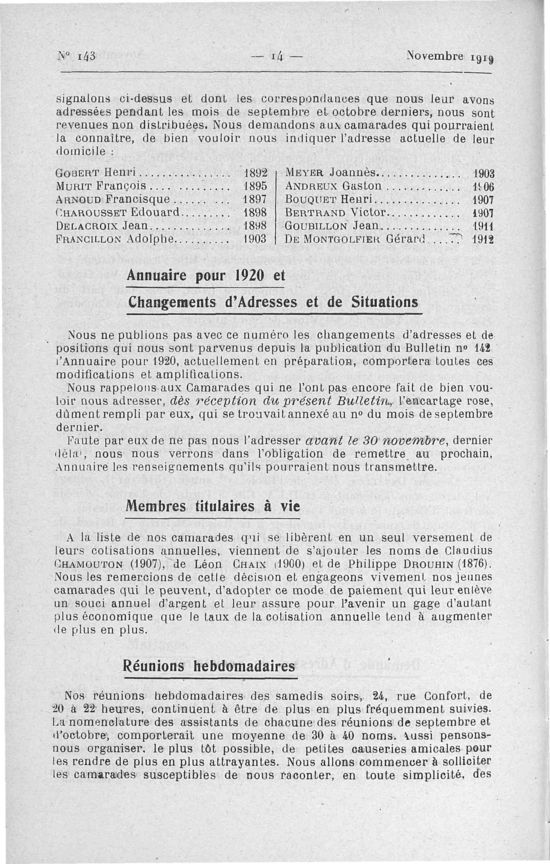 N° 143 — 14 — Novembre 1919
signalons ci-dessus et dont les correspondances que nous leur avons
adressées pendant les mois de septembre et octobre derniers, nous sont
revenues non distribuées. Nous demandons aux camarades qui pourraient
la connaître, de bien vouloir nous indiquer l'adresse actuelle de leur
domicile :
GOBERT Henri ................ 1892
MURIT François .... .......... 1895
ARNOUD Francisque ...... ... 1897
CHAROUSSET Edouard......... 1898
DELACROIX Jean.............. 1898
FRANCILLON Adolphe.......... 1903
MEYER Joannès............... 1903
ANDREUX Gaston ............. 1906
BOUQUET Henri............... 1907
BERTRAND Victor............. 1907
GOUBILLON Jean.............. 1911
DE MONTGOLFIER Gérard ..... 1912
Annuaire pour 1920 et
Changements d'Adresses et de Situations
Nous ne publions pas avec ce numéro les changements d'adresses et de
positions qui nous sont parvenus depuis la publication du Bulletin n° 142
l'Annuaire pour 1920, actuellement en préparation, comportera toutes ces
modifications et amplifications.
Nous rappelons aux Camarades qui ne l'ont pas encore fait de bien vou-
loir nous adresser, dès réception du présent Bulletin, l'encartage rose,
dûment rempli par eux, qui se trouvait annexé au n° du mois de septembre
dernier.
Faute par eux de ne pas nous l'adresser avant le 30 novembre, dernier
délai, nous nous verrons dans l'obligation de remettre au prochain,
Annuaire les renseignements qu'ils pourraient nous transmettre.
Membres titulaires à vie
A la liste de nos camarades qui se libèrent en un seul versement de
leurs cotisations annuelles, viennent de s'ajouter les noms de Claudius
CHAMOUTON (1907), de Léon CHAIX (1900) et de Philippe DROUHIN (1876).
Nous les remercions de cette décision et engageons vivement nos jeunes
camarades qui le peuvent, d'adopter ce mode de paiement qui leur enlève
un souci annuel d'argent et leur assure pour l'avenir un gage d'autant
plus économique que le taux de la cotisation annuelle tend à augmenter
de plus en plus.
Réunions hebdomadaires
Nos réunions hebdomadaires des samedis soirs, 24, rue Confort, de
20 à 22 heures, continuent à être de plus en plus fréquemment suivies.
La nomenclature des assistants de chacune des réunions de septembre et
d'octobre, comporterait une moyenne de 30 à 40 noms. Aussi pensons-
nous organiser, le plus tôt possible, de petites causeries amicales pour
les rendre de plus en plus attrayantes. Nous allons commencer à solliciter
les camarades susceptibles de nous raconter, en toute simplicité, des